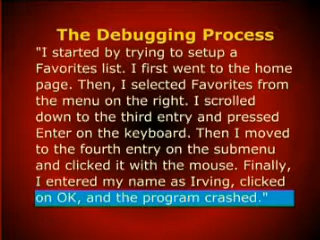 The Debugging Process
"I started by trying to setup a
Favorites list. I first went to the home
page. Then, I selected Favorites from
the menu on the right. I scrolled
down to the third entry and pressed
Enter on the keyboard. Then I moved
to the fourth entry on the submenu
and clicked it with the mouse. Finally,
I entered my name as Irving, clicked
on OK, and the program crashed."